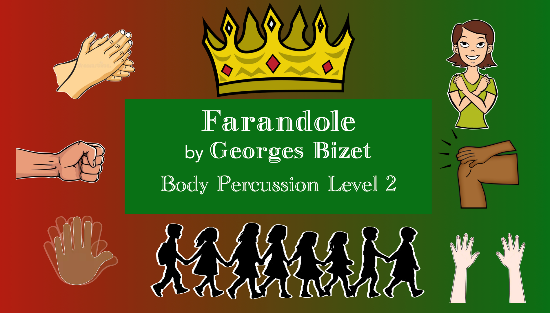 Farandole
by Georges Bizet
Body Percussion Level 2